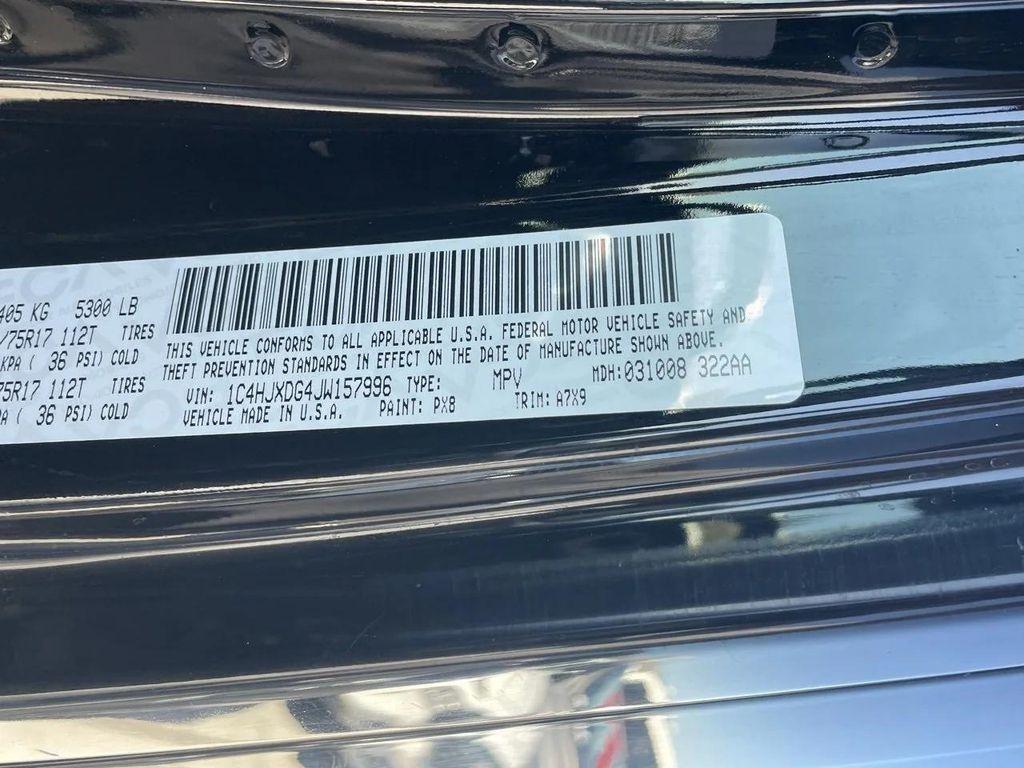 405 KG 5300 LB
/75R17 112T TIRES
KPA ( 36 PSI) COLD
75R17 112T TIRES
PA ( 36 PSI) COLD
THIS VEHICLE CONFORMS TO ALL APPLICABLE U.S.A. FEDERAL MOTOR VEHICLE SAFETY AND
THEFT PREVENTION STANDARDS IN EFFECT ON THE DATE OF MANUFACTURE SHOWN ABOVE.
VIN: 1C4HJXDG4JW157996 TYPE: MPV MDH:031008 322AA
VEHICLE MADE IN U.S.A. PAINT: PX8 TRIM: A7X9